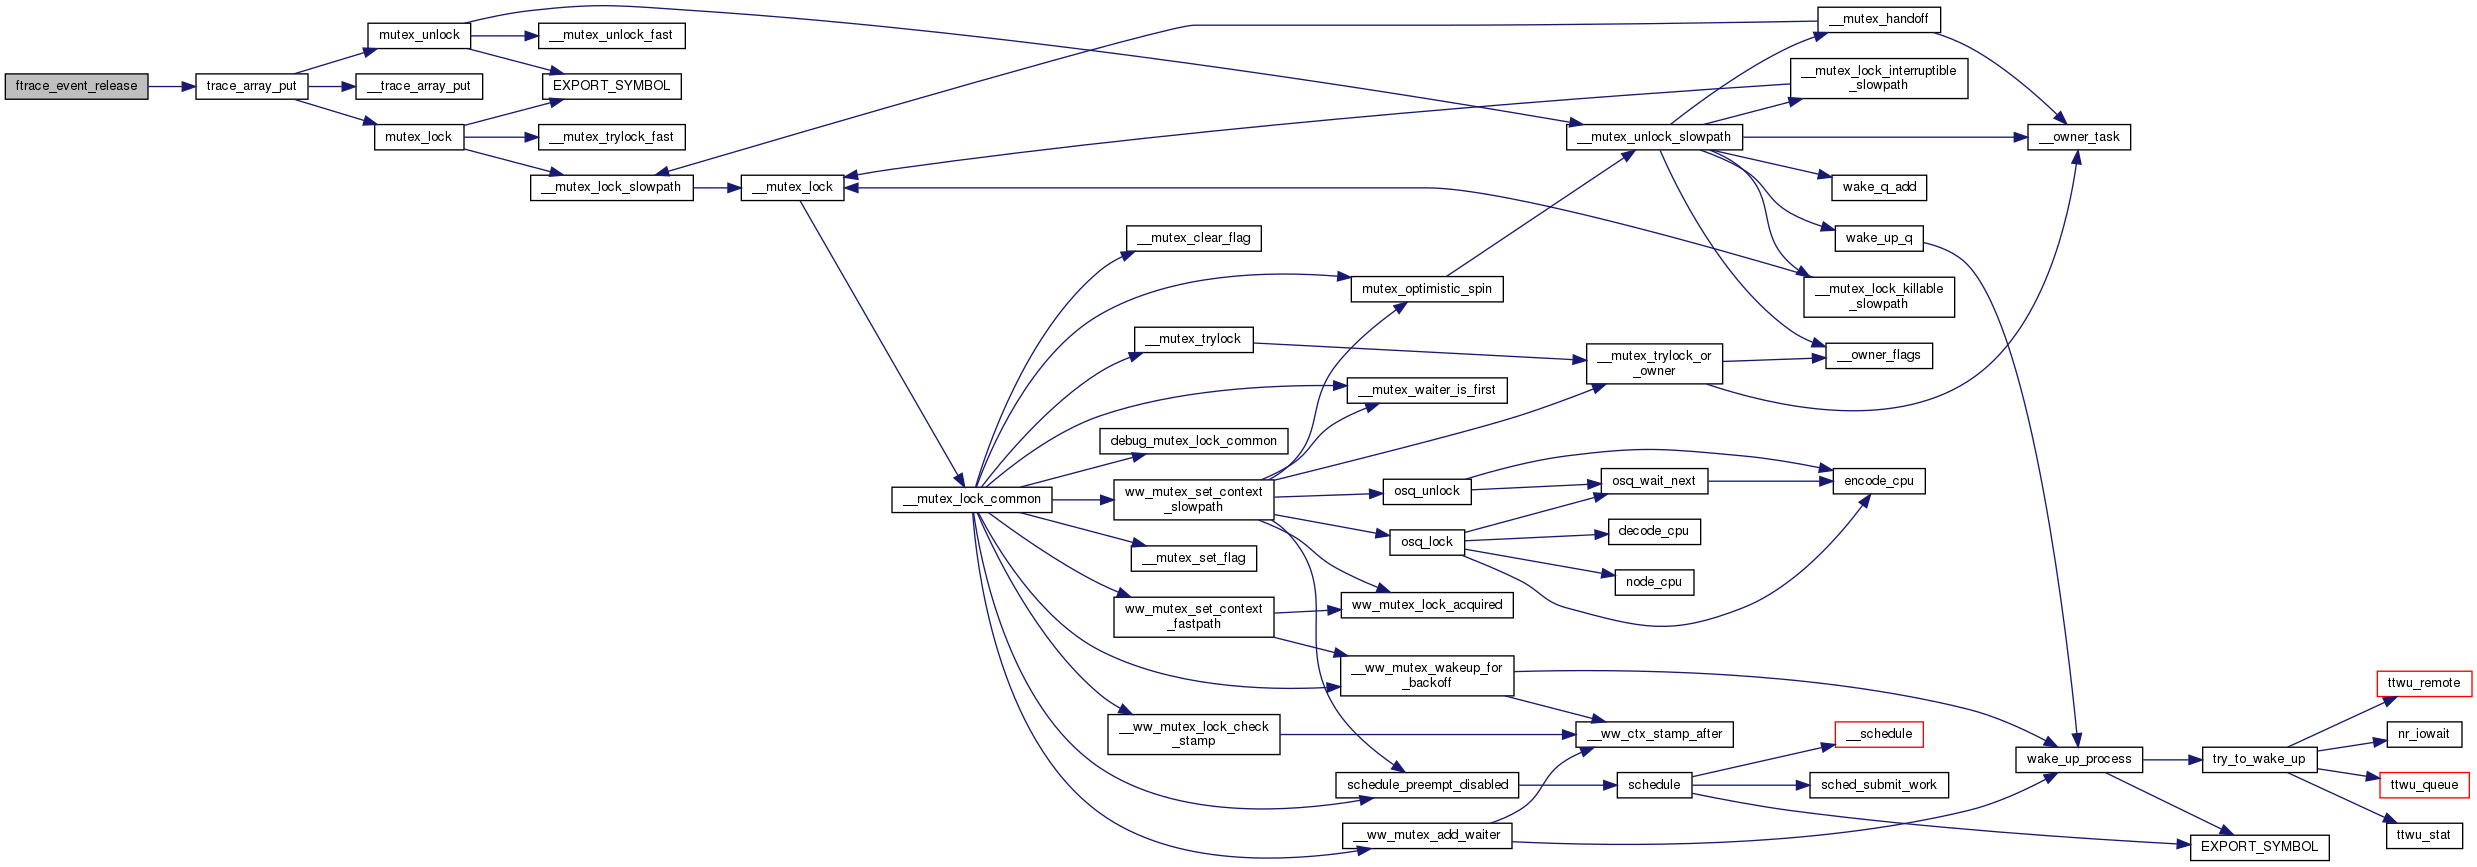 ftrace_event_release
trace_array_put
mutex_unlock
__trace_array_put
mutex_lock
__mutex_unlock_fast
EXPORT_SYMBOL
__mutex_trylock_fast
__mutex_lock_slowpath
__mutex_lock
__mutex_lock_common
__mutex_clear_flag
__mutex_trylock
debug_mutex_lock_common
ww_mutex_set_context
_slowpath
__mutex_set_flag
ww_mutex_set_context
_fastpath
__ww_mutex_lock_check
_stamp
mutex_optimistic_spin
__mutex_waiter_is_first
osq_unlock
osq_lock
ww_mutex_lock_acquired
__ww_mutex_wakeup_for
_backoff
schedule_preempt_disabled
__ww_mutex_add_waiter
__mutex_unlock_slowpath
__mutex_trylock_or
_owner
osq_wait_next
decode_cpu
node_cpu
__ww_ctx_stamp_after
schedule
__mutex_handoff
__mutex_lock_interruptible
_slowpath
wake_q_add
wake_up_q
__mutex_lock_killable
_slowpath
__owner_flags
encode_cpu
__schedule
sched_submit_work
__owner_task
wake_up_process
try_to_wake_up
EXPORT_SYMBOL
ttwu_remote
nr_iowait
ttwu_queue
ttwu_stat